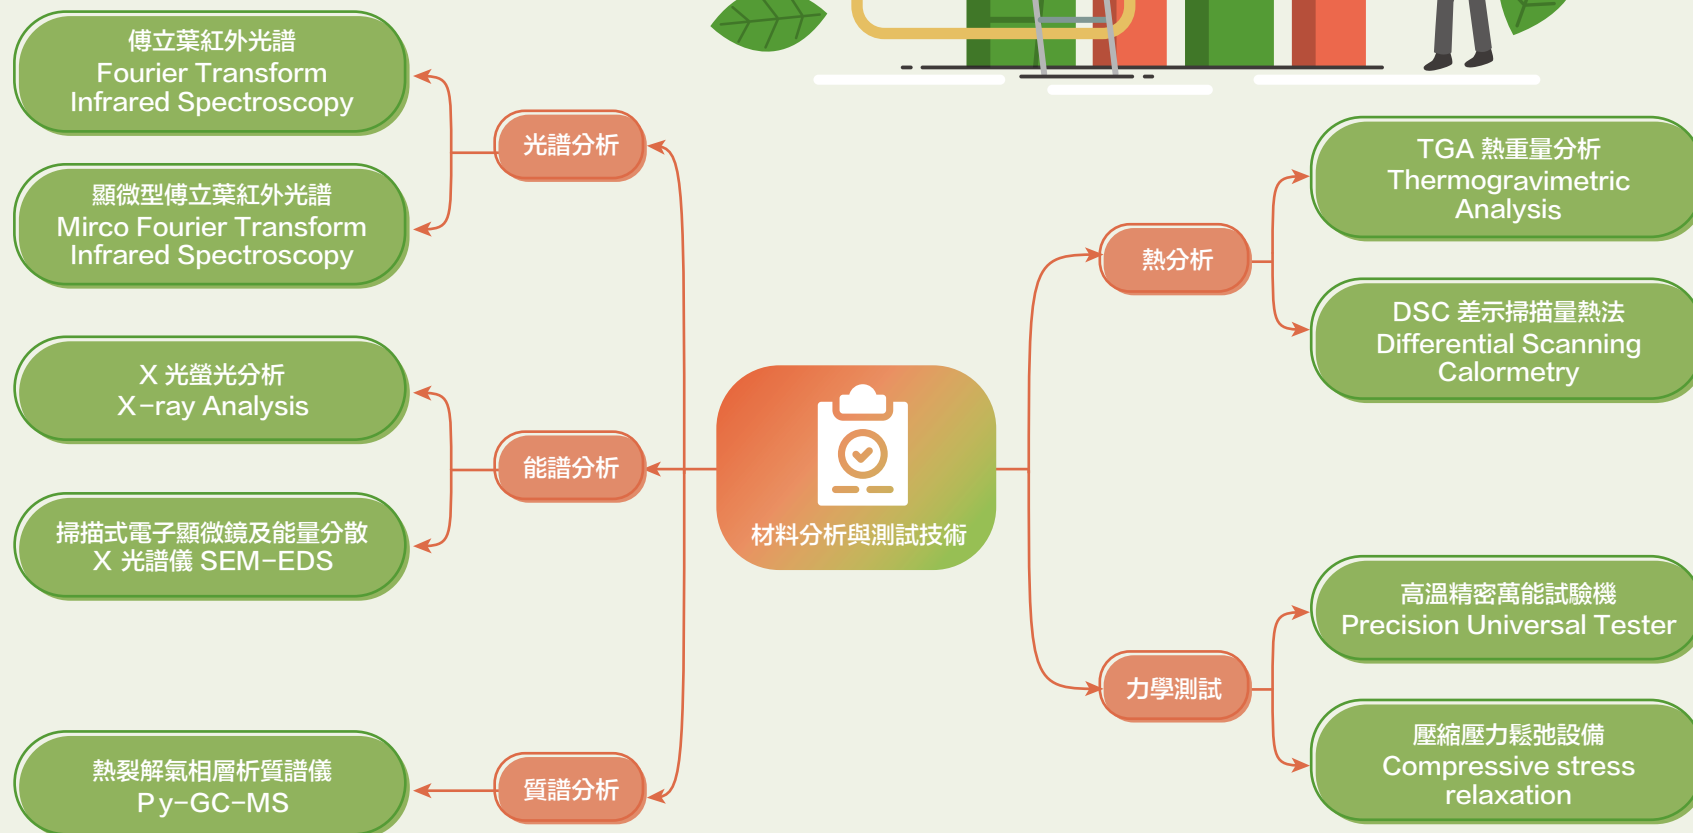 傅立葉紅外光譜
Fourier Transform
Infrared Spectroscopy
顯微型傅立葉紅外光譜
Mirco Fourier Transform
Infrared Spectroscopy
光譜分析
X 光螢光分析
X-ray Analysis
掃描式電子顯微鏡及能量分散
X 光譜儀 SEM-EDS
能譜分析
熱裂解氣相層析質譜儀
Py-GC-MS
質譜分析
材料分析與測試技術
熱分析
TGA 熱重量分析
Thermogravimetric
Analysis
DSC 差示掃描量熱法
Differential Scanning
Calormetry
力學測試
高溫精密萬能試驗機
Precision Universal Tester
壓縮壓力鬆弛設備
Compressive stress
relaxation